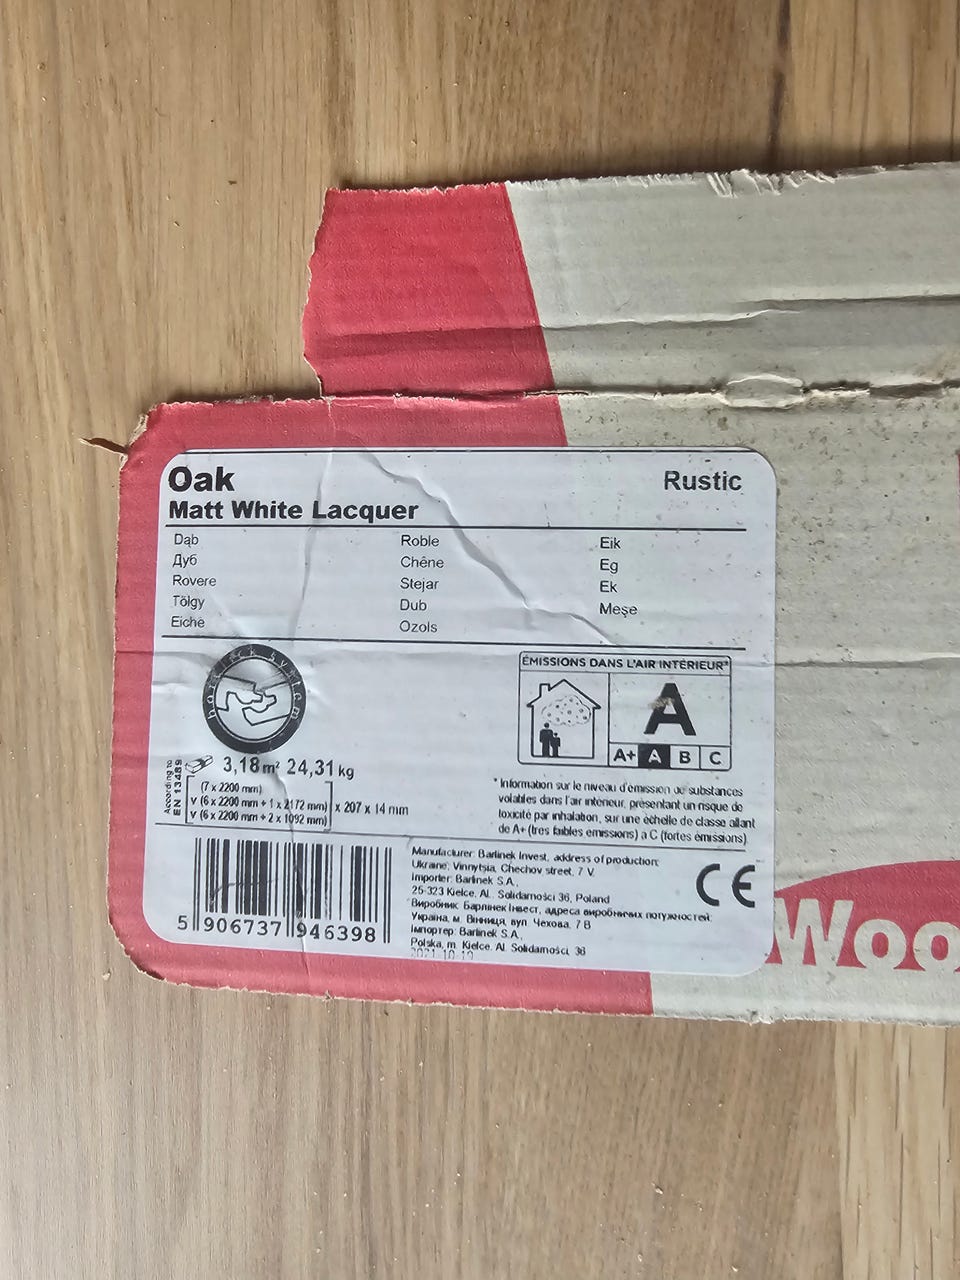 Oak Rustic
Matt White Lacquer
Dąb Roble Eik
Дуб Chêne Eg
Rovere Stejar Ek
Tölgy Dub Meşe
Eiche Ozols
ÉMISSIONS DANS L'AIR INTÉRIEUR*
A
A+ A B C
3,18 m² 24,31 kg
According to
EN 13489
(7 x 2200 mm)
v (6 x 2200 mm + 1 x 2172 mm) x 207 x 14 mm
v (6 x 2200 mm + 2 x 1092 mm)
* Information sur le niveau d'émission de substances
volatiles dans l'air intérieur, présentant un risque de
toxicité par inhalation, sur une échelle de classe allant
de A+ (très faibles émissions) à C (fortes émissions)
Manufacturer: Barlinek Invest, address of production:
Ukraine, Vinnytsia, Chechov street, 7 V.
Importer: Barlinek S.A.,
25-323 Kielce, Al. Solidarności 36, Poland
Виробник: Барлінек Інвест, адреса виробничих потужностей:
Україна, м. Вінниця, вул. Чехова, 7 В
Імпортер: Barlinek S.A.,
Polska, m. Kielce, Al. Solidarności, 36
2021-10-19
CE
5 906737 946398
Woo